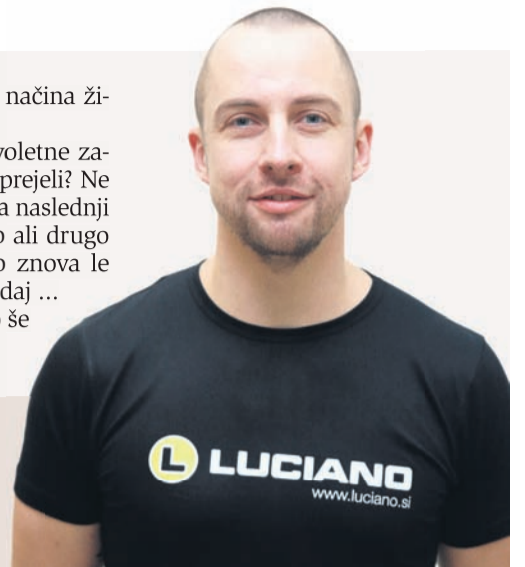 načina ži-
voletne za-
prejeli? Ne
a naslednji
o ali drugo
o znova le
daj ...
še
L LUCIANO
www.luciano.si